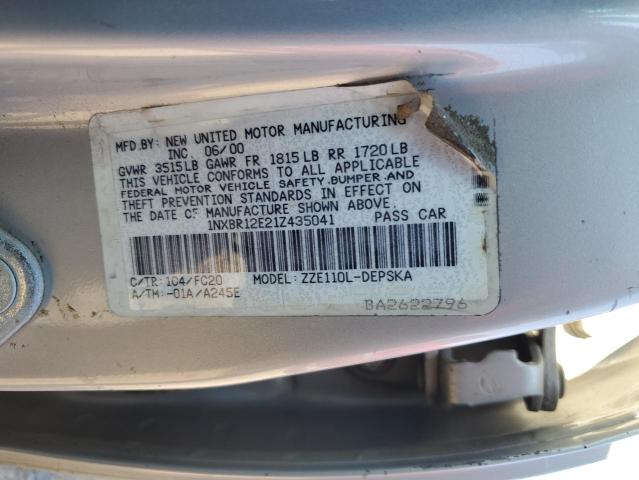 MFD.BY: NEW UNITED MOTOR MANUFACTURING
INC. 06/00
GVWR 3515LB GAWR FR 1815LB RR 1720LB
THIS VEHICLE CONFORMS TO ALL APPLICABLE
FEDERAL MOTOR VEHICLE SAFETY,BUMPER,AND
THEFT PREVENTION STANDARDS IN EFFECT ON
THE DATE OF MANUFACTURE SHOWN ABOVE.
1NXBR12E21Z435041 PASS CAR
C/TR: 1C4/FC20 MODEL: ZZE110L-DEPSKA
A/TM: -01A/A245E
BA2622796